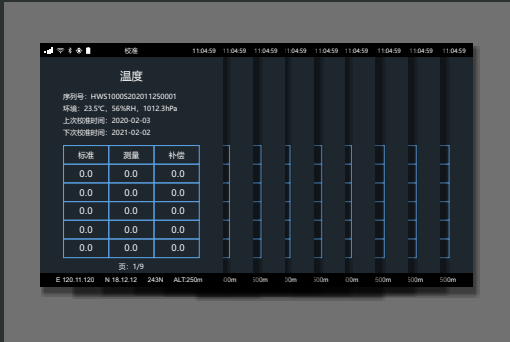 校准 11:04:59 11:04:59 11:04:59 11:04:59 11:04:59 11:04:59 11:04:59 11:04:59 11:04:59
温度
序列号：HWS1000S202011250001
环境：23.5℃，56%RH，1012.3hPa
上次校准时间：2020-02-03
下次校准时间：2021-02-02
标准 测量 补偿
0.0 0.0 0.0
0.0 0.0 0.0
0.0 0.0 0.0
0.0 0.0 0.0
0.0 0.0 0.0
页：1/9
E 120.11.120 N 18.12.12 243N ALT:250m 00m 500m 500m 500m 500m 500m 500m 500m